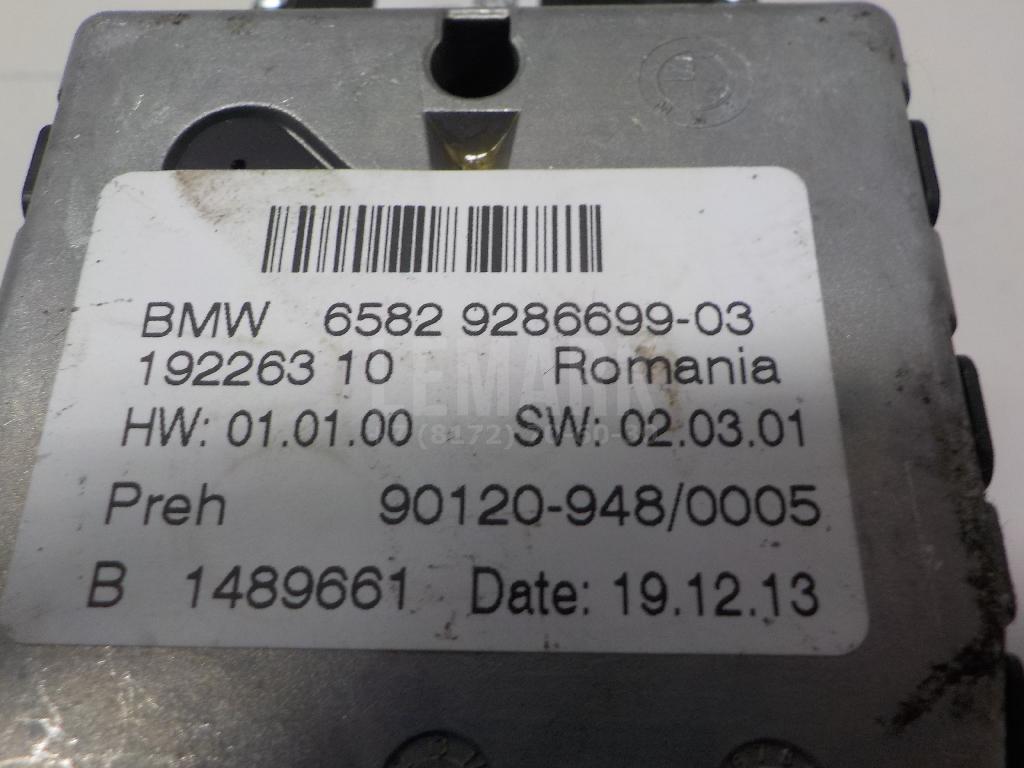 BMW 6582 9286699-03
192263 10 Romania
LEMARK
HW: 01.01.00 SW: 02.03.01
Preh 90120-948/0005
B 1489661 Date: 19.12.13